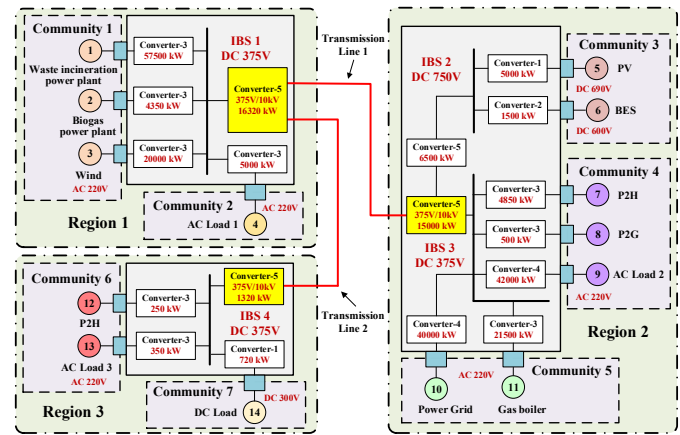 Community 1
1
Waste incineration
power plant
2
Biogas
power plant
3
Wind
AC 220V
Converter-3
57500 kW
Converter-3
4350 kW
Converter-3
20000 kW
IBS 1
DC 375V
Converter-5
375V/10kV
16320 kW
Converter-3
5000 kW
Community 2
AC 220V
AC Load 1
4
Region 1
Transmission
Line 1
Community 6
12
P2H
13
AC Load 3
AC 220V
Converter-3
250 kW
Converter-3
350 kW
Converter-5
375V/10kV
1320 kW
IBS 4
DC 375V
Converter-1
720 kW
Community 7
DC 300V
DC Load
14
Region 3
Transmission
Line 2
IBS 2
DC 750V
Converter-1
5000 kW
Converter-2
1500 kW
Converter-5
6500 kW
Community 3
5
PV
DC 690V
6
BES
DC 600V
Converter-5
375V/10kV
15000 kW
IBS 3
DC 375V
Converter-3
4850 kW
Converter-3
500 kW
Converter-4
42000 kW
Converter-4
40000 kW
Converter-3
21500 kW
Community 4
7
P2H
8
P2G
9
AC Load 2
AC 220V
Region 2
AC 220V
Community 5
10
Power Grid
11
Gas boiler